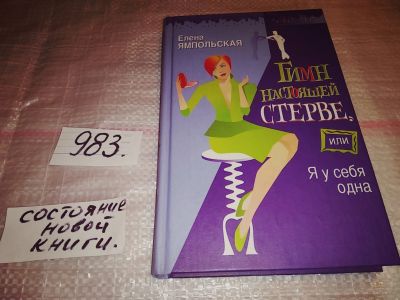 Елена
ЯМПОЛЬСКАЯ
ГИМН
НАСТОЯЩЕЙ
СТЕРВЕ,
или
Я у себя
одна
983.
состояние
новой
книги.